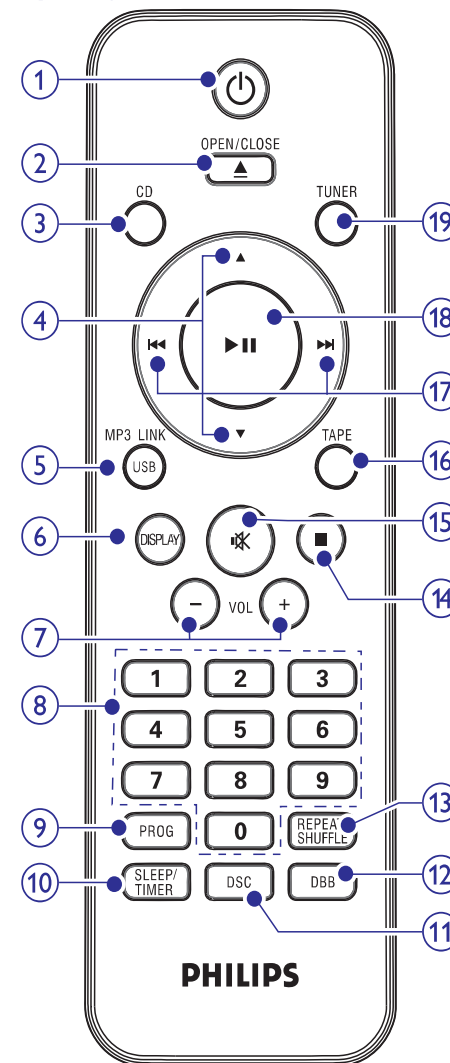 1
OPEN/CLOSE
2
CD
TUNER
3
19
4
18
17
MP3 LINK
TAPE
5
USB
16
6
DISPLAY
15
14
- VOL +
7
1 2 3
8
4 5 6
7 8 9
13
9
PROG
0
REPEAT
SHUFFLE
10
SLEEP/
TIMER
DSC
DBB
12
11
PHILIPS